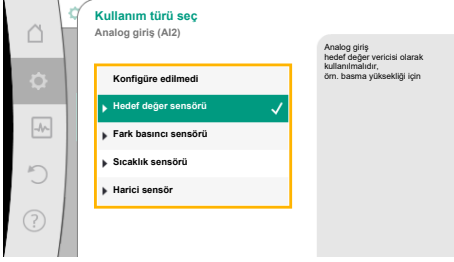 Kullanım türü seç
Analog giriş (AI2)
Konfigüre edilmedi
Hedef değer sensörü
Fark basıncı sensörü
Sıcaklık sensörü
Harici sensör
Analog giriş
hedef değer vericisi olarak
kullanılmalıdır,
örn. basma yüksekliği için